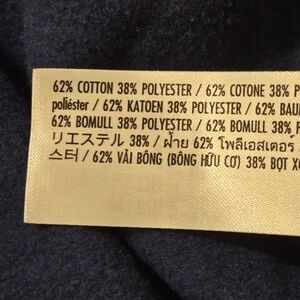 62% COTTON 38% POLYESTER / 62% COTONE 38% P
poliéster / 62% KATOEN 38% POLYESTER / 62% BAU
62% BOMULL 38% POLYESTER / 62% BOMULL 38%
リエステル 38% / ฝ้าย 62% โพลีเอสเตอร์
스터 / 62% VẢI BÔNG (BÔNG HỮU CƠ) 38% BỌT X